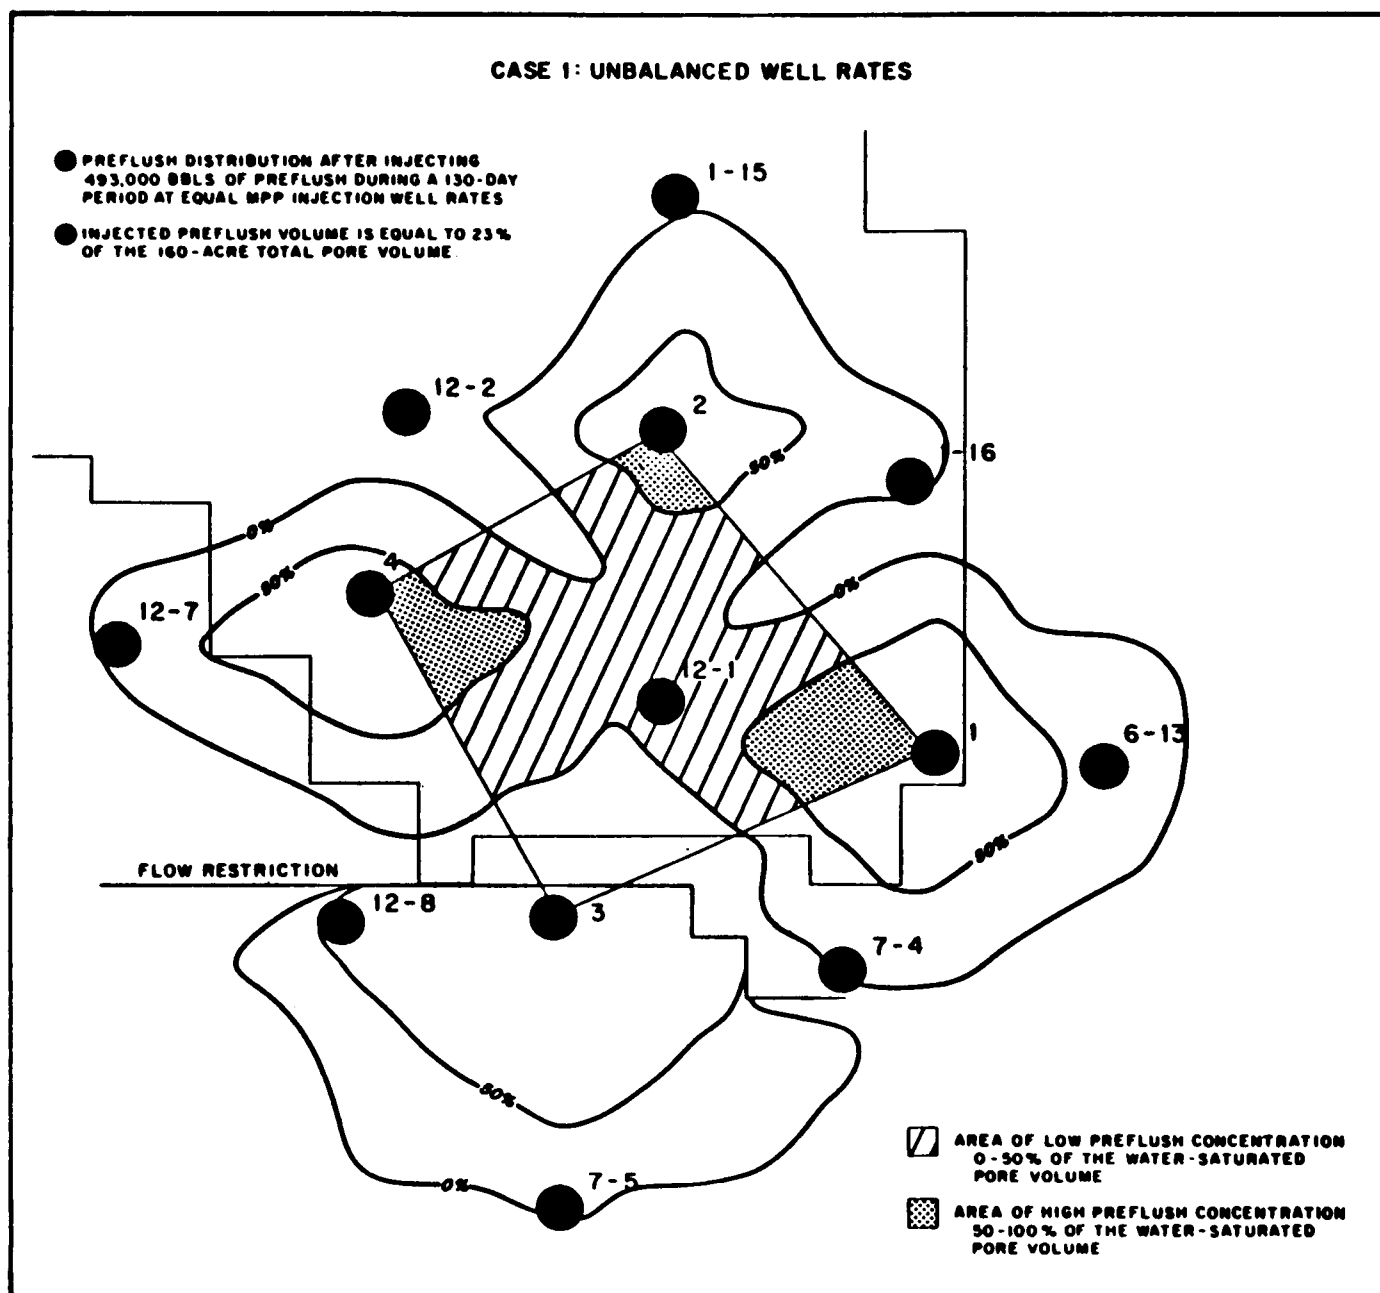 CASE 1: UNBALANCED WELL RATES
PREFLUSH DISTRIBUTION AFTER INJECTING
493,000 BBLS OF PREFLUSH DURING A 130-DAY
PERIOD AT EQUAL MPP INJECTION WELL RATES
INJECTED PREFLUSH VOLUME IS EQUAL TO 23%
OF THE 160-ACRE TOTAL PORE VOLUME.
1-15
12-2
2
1-16
50%
0%
4
50%
0%
12-7
12-1
1
6-13
50%
FLOW RESTRICTION
12-8
3
7-4
50%
0%
7-5
AREA OF LOW PREFLUSH CONCENTRATION
0-50% OF THE WATER-SATURATED
PORE VOLUME
AREA OF HIGH PREFLUSH CONCENTRATION
50-100% OF THE WATER-SATURATED
PORE VOLUME